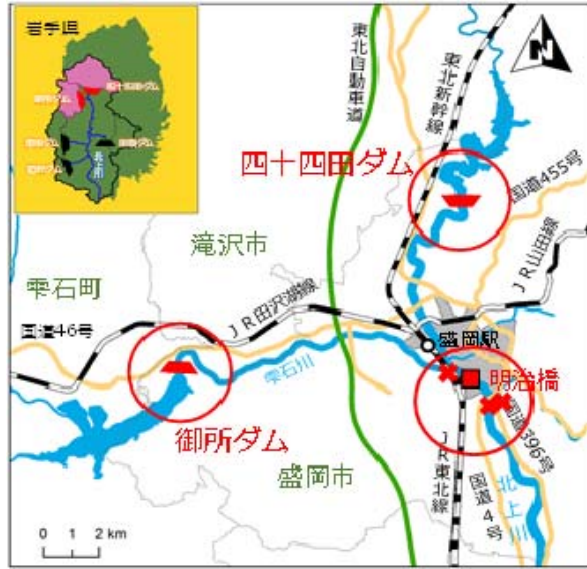 岩手県
四十四田ダム
御所ダム
北上川
東北自動車道
東北新幹線
N
四十四田ダム
国道455号
滝沢市
JR山田線
雫石町
JR田沢湖線
国道46号
盛岡駅
雫石川
明治橋
御所ダム
国道396号
盛岡市
JR東北線
国道4号
北上川
0 1 2 km